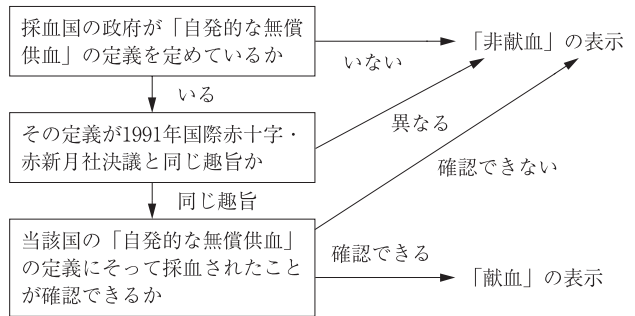 採血国の政府が「自発的な無償
供血」の定義を定めているか
いない
「非献血」の表示
いる
その定義が1991年国際赤十字・
赤新月社決議と同じ趣旨か
異なる
同じ趣旨
確認できない
当該国の「自発的な無償供血」
の定義にそって採血されたこと
が確認できるか
確認できる
「献血」の表示